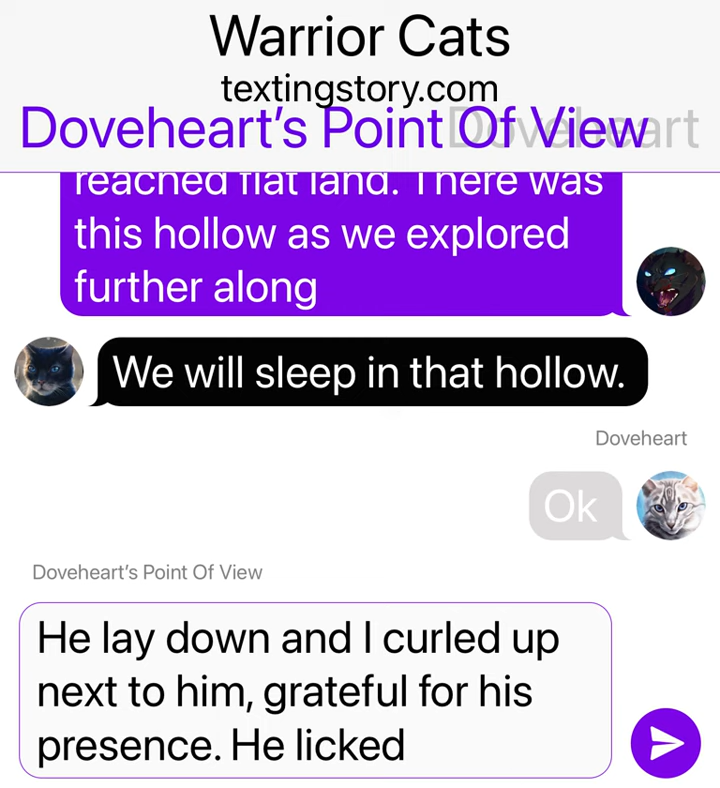 Warrior Cats
textingstory.com
Doveheart's Point Of View
Doveheart
reached flat land. There was
this hollow as we explored
further along
We will sleep in that hollow.
Doveheart
Ok
Doveheart's Point Of View
He lay down and I curled up
next to him, grateful for his
presence. He licked